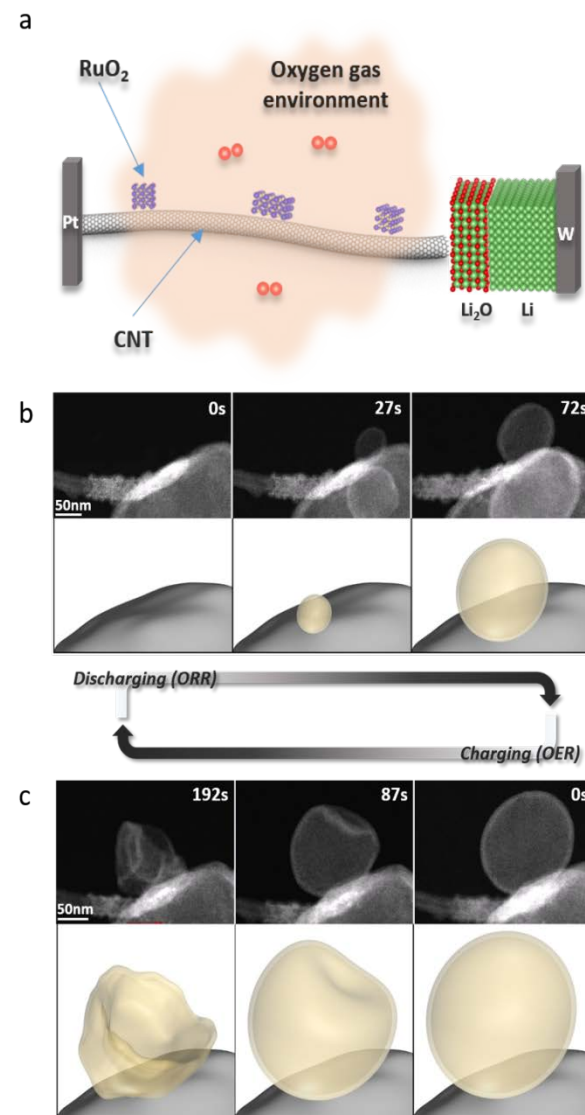 a
RuO₂
Oxygen gas
environment
Pt
W
CNT
Li₂O
Li
b
0s
27s
72s
50nm
Discharging (ORR)
Charging (OER)
c
192s
87s
0s
50nm